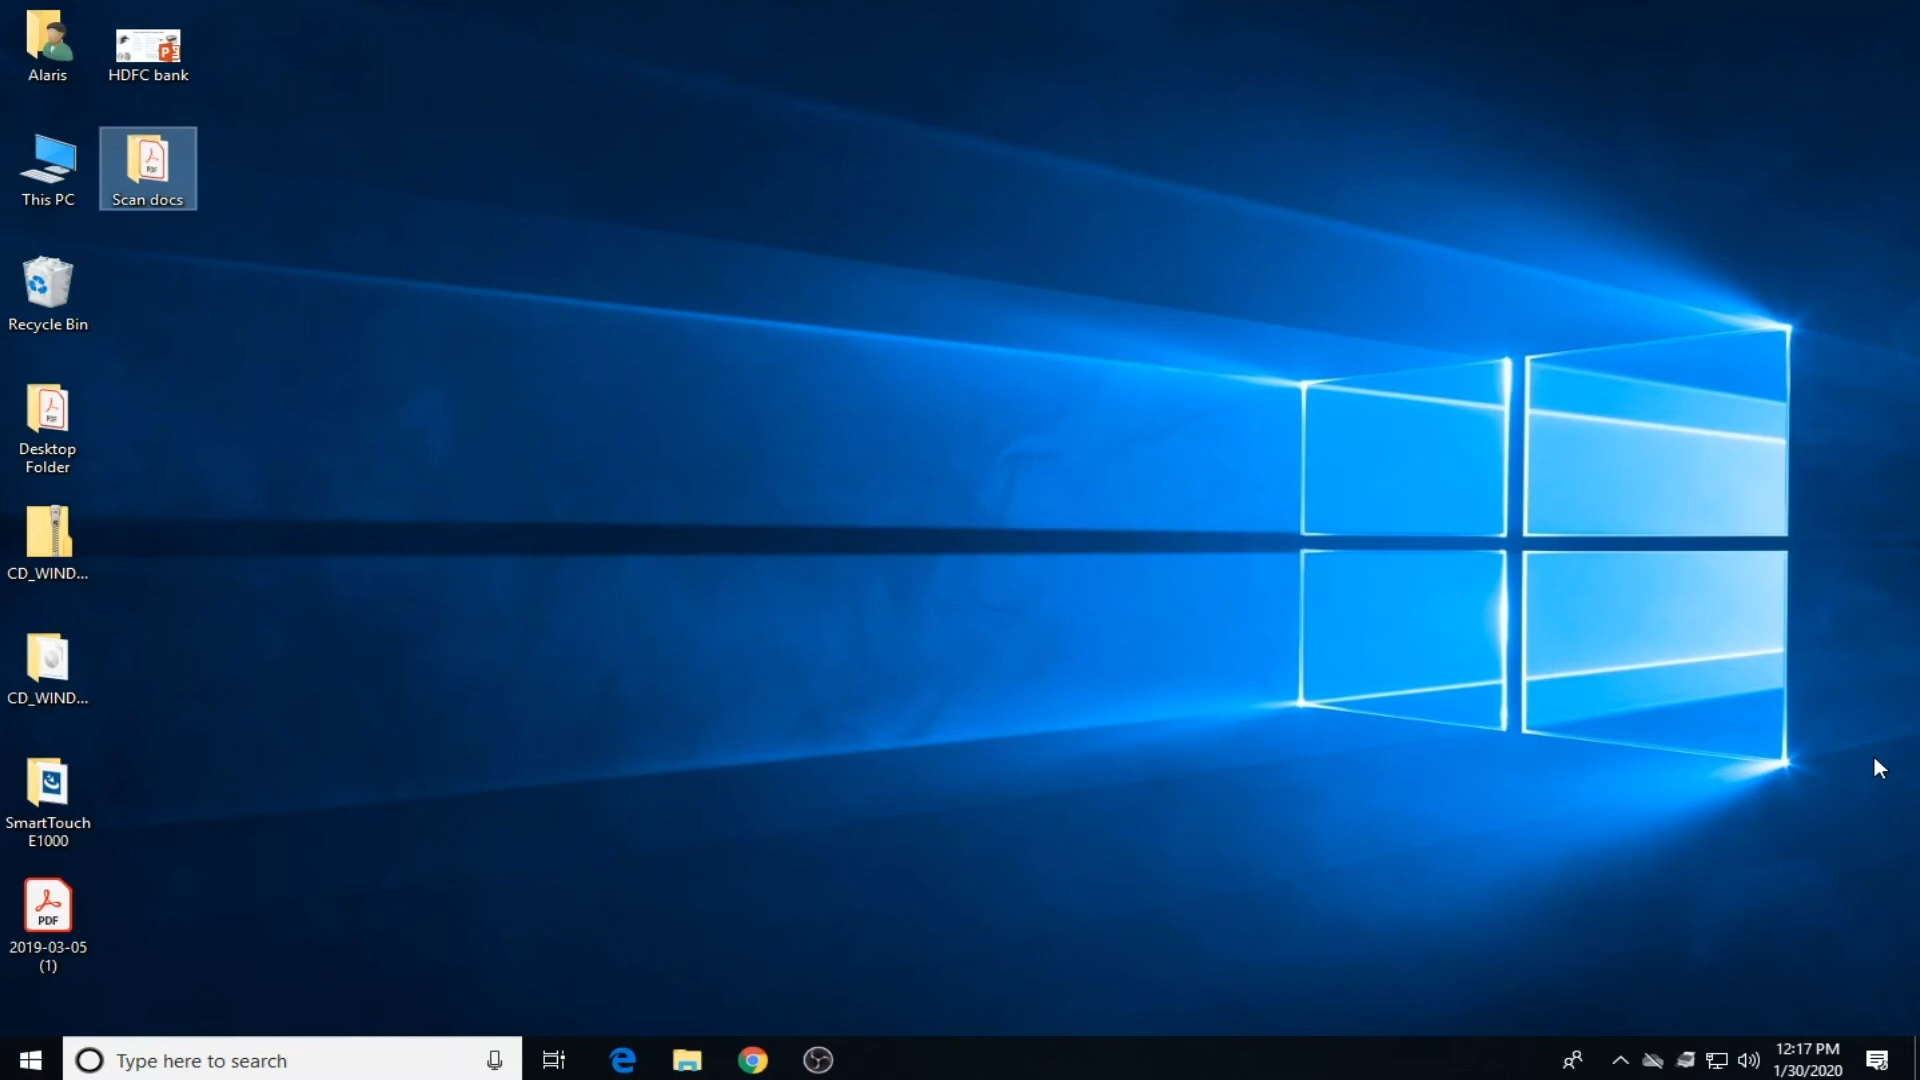 Alaris
HDFC bank
This PC
Scan docs
Recycle Bin
Desktop
Folder
CD_WIND...
CD_WIND...
SmartTouch
E1000
PDF
2019-03-05
(1)
Type here to search
12:17 PM
1/30/2020